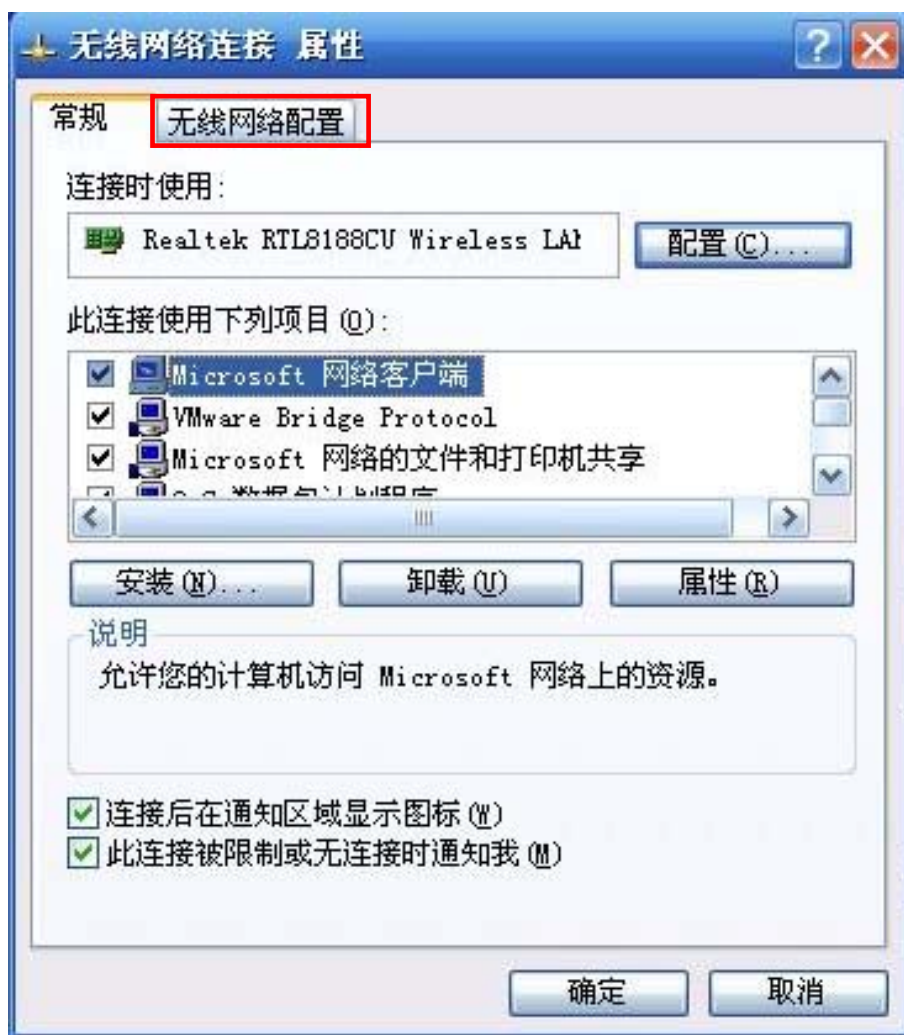 无线网络连接 属性
常规
无线网络配置
连接时使用:
Realtek RTL8188CU Wireless LAN
配置(C)...
此连接使用下列项目(O):
Microsoft 网络客户端
VMware Bridge Protocol
Microsoft 网络的文件和打印机共享
安装(N)...
卸载(U)
属性(R)
说明
允许您的计算机访问 Microsoft 网络上的资源。
连接后在通知区域显示图标(W)
此连接被限制或无连接时通知我(M)
确定
取消